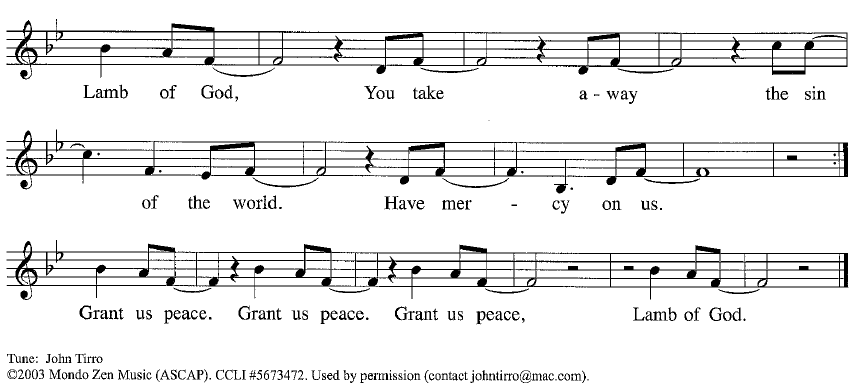 Lamb of God, You take a - way the sin
of the world. Have mer - cy on us.
Grant us peace. Grant us peace. Grant us peace, Lamb of God.
Tune: John Tirro
©2003 Mondo Zen Music (ASCAP). CCLI #5673472. Used by permission (contact johntirro@mac.com).